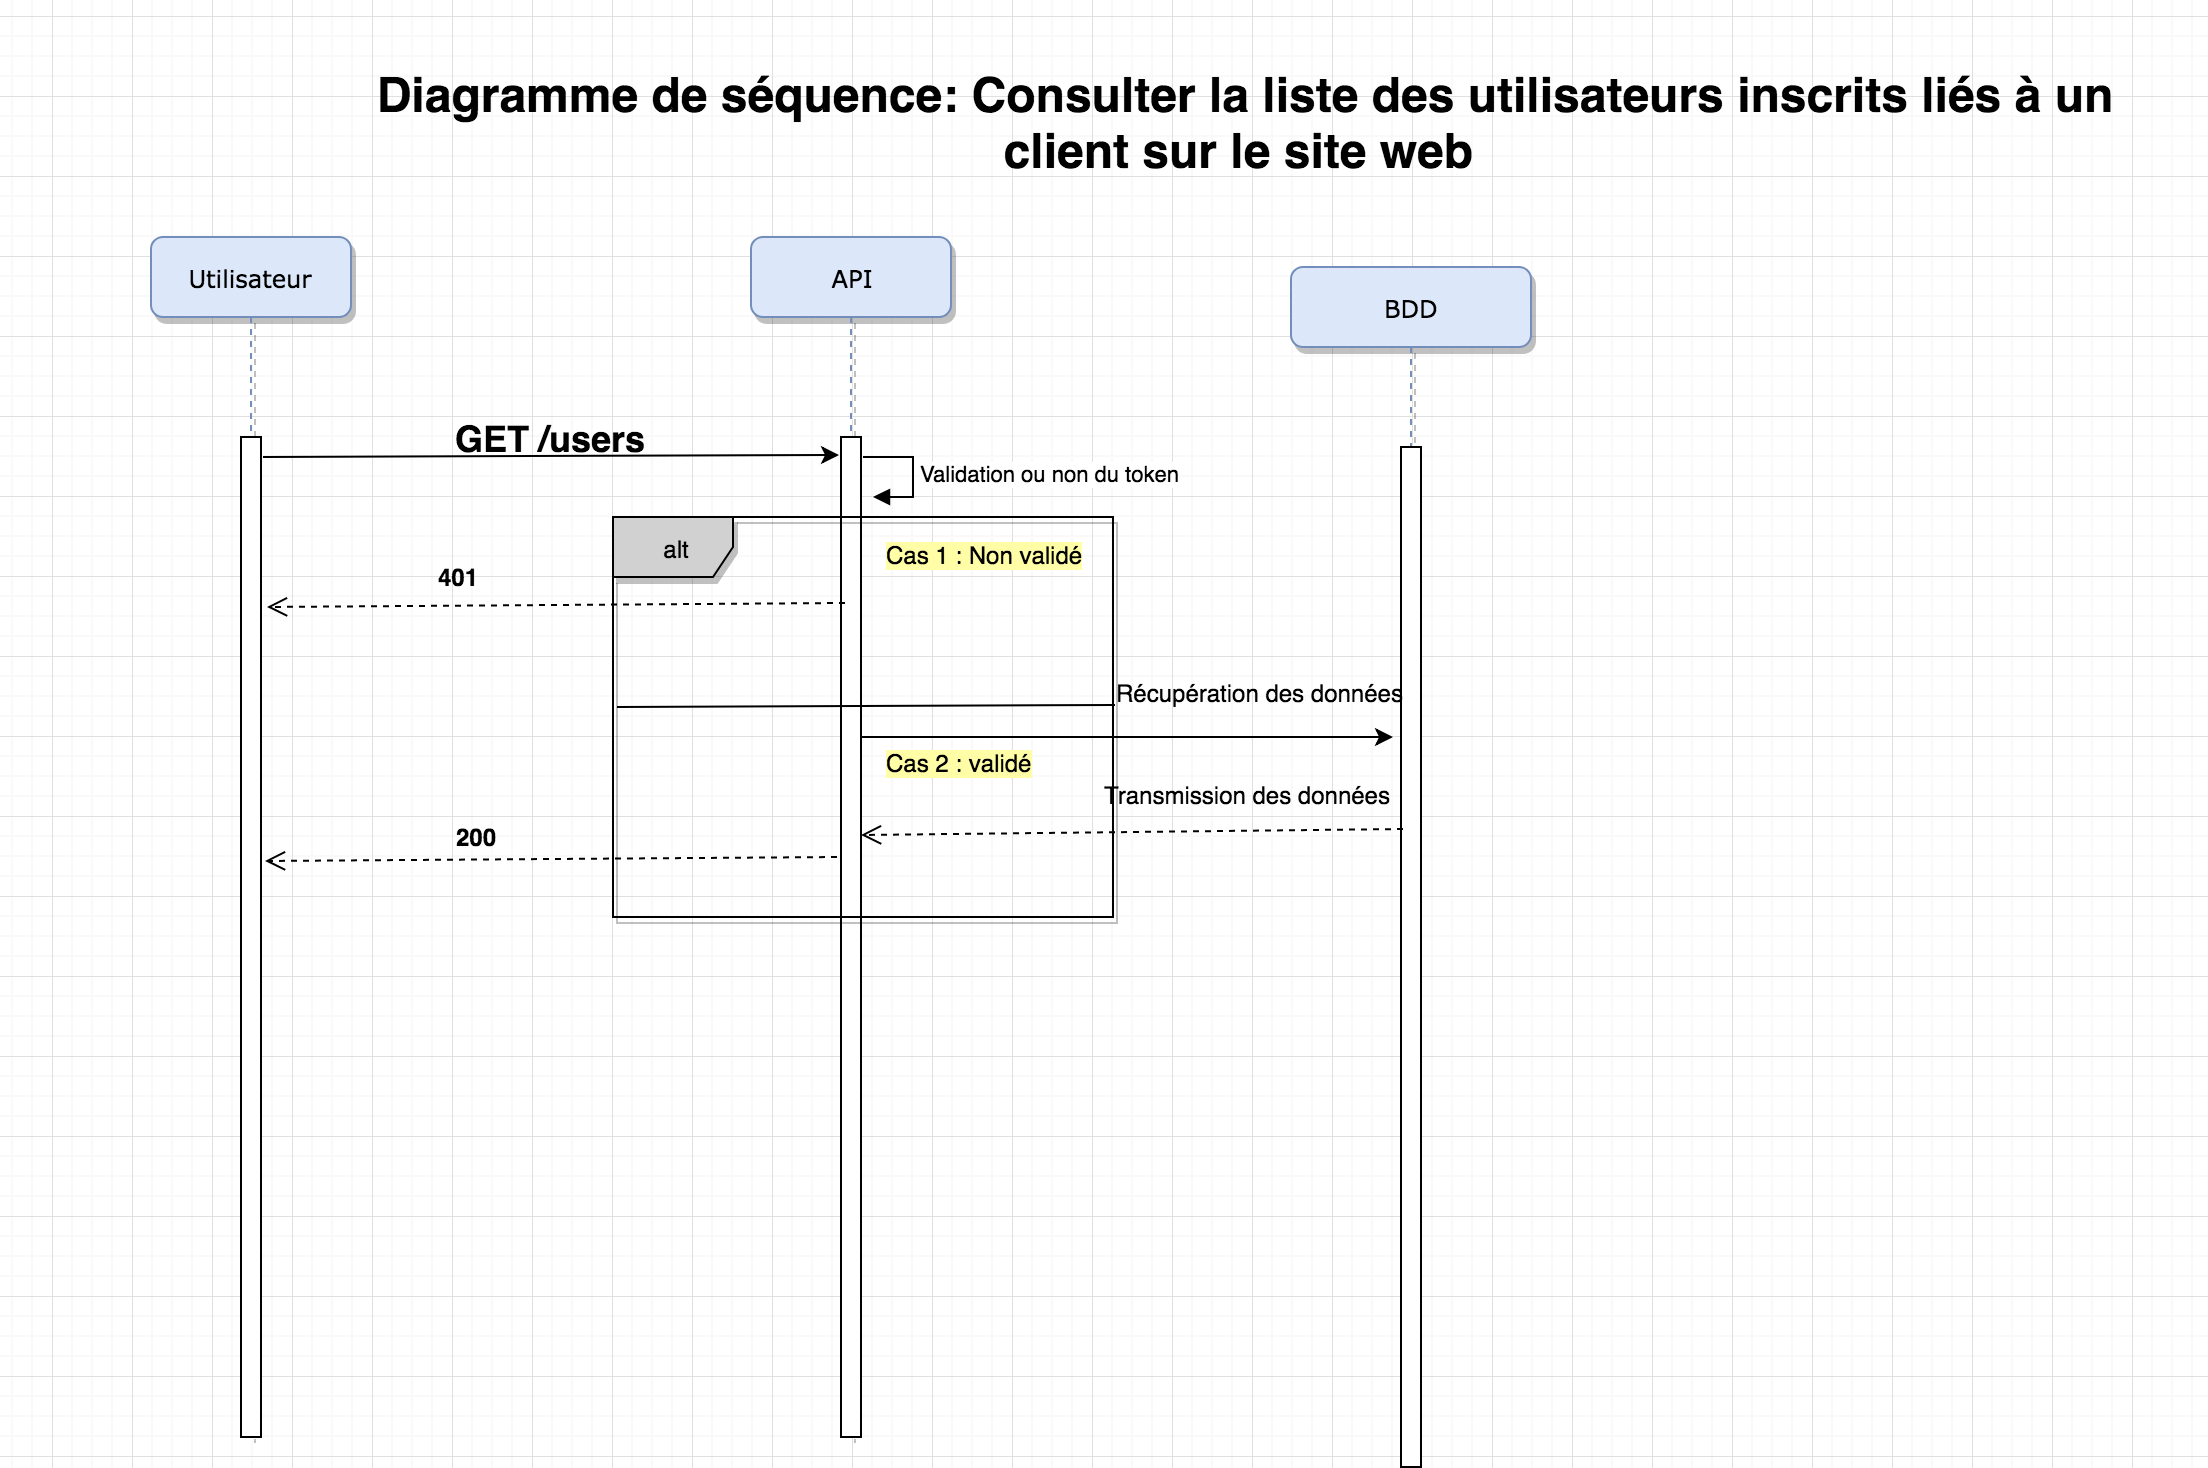 Diagramme de séquence: Consulter la liste des utilisateurs inscrits liés à un
client sur le site web
Utilisateur
API
BDD
GET /users
Validation ou non du token
alt
Cas 1 : Non validé
401
Récupération des données
Cas 2 : validé
Transmission des données
200